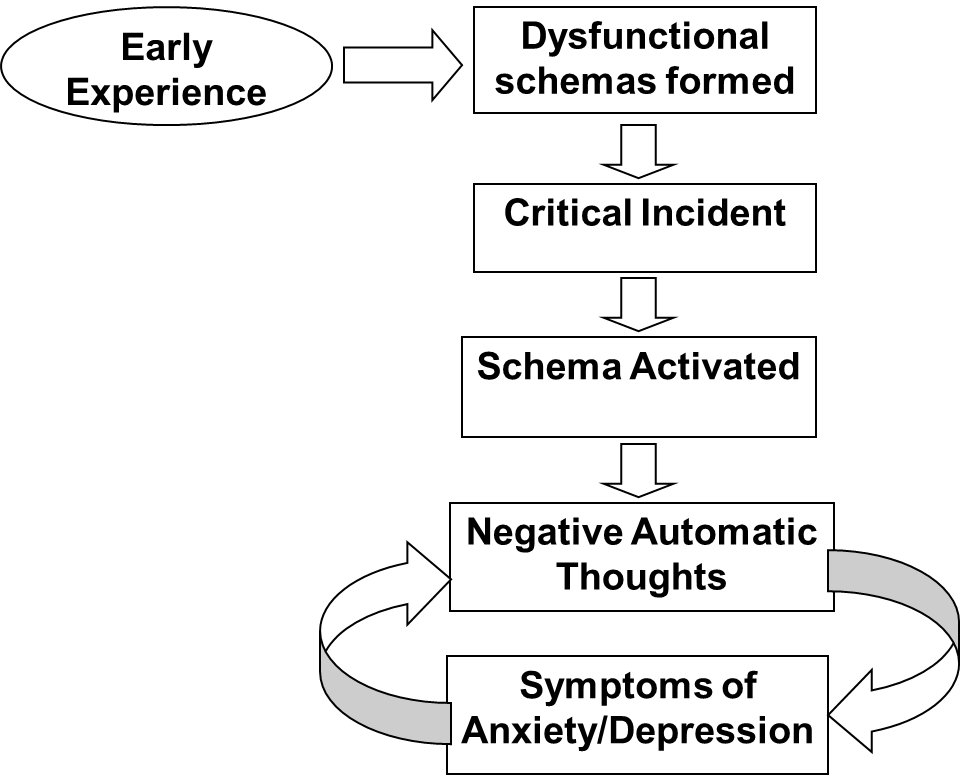 Early
Experience
Dysfunctional
schemas formed
Critical Incident
Schema Activated
Negative Automatic
Thoughts
Symptoms of
Anxiety/Depression